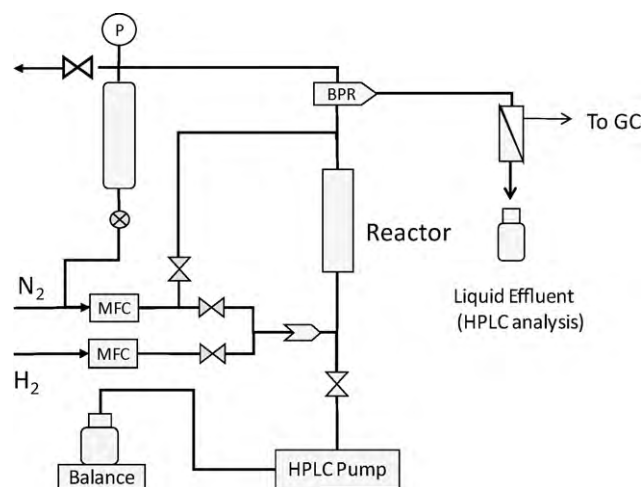 P
BPR
To GC
Reactor
N2
MFC
Liquid Effluent
(HPLC analysis)
MFC
H2
HPLC Pump
Balance